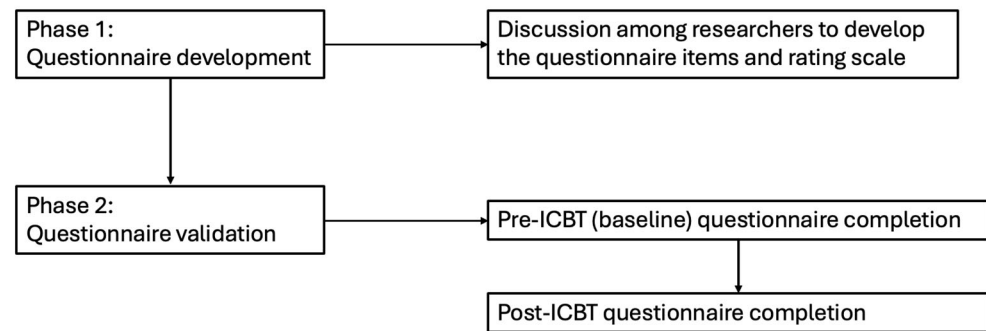 Phase 1:
Questionnaire development
Discussion among researchers to develop
the questionnaire items and rating scale
Phase 2:
Questionnaire validation
Pre-ICBT (baseline) questionnaire completion
Post-ICBT questionnaire completion